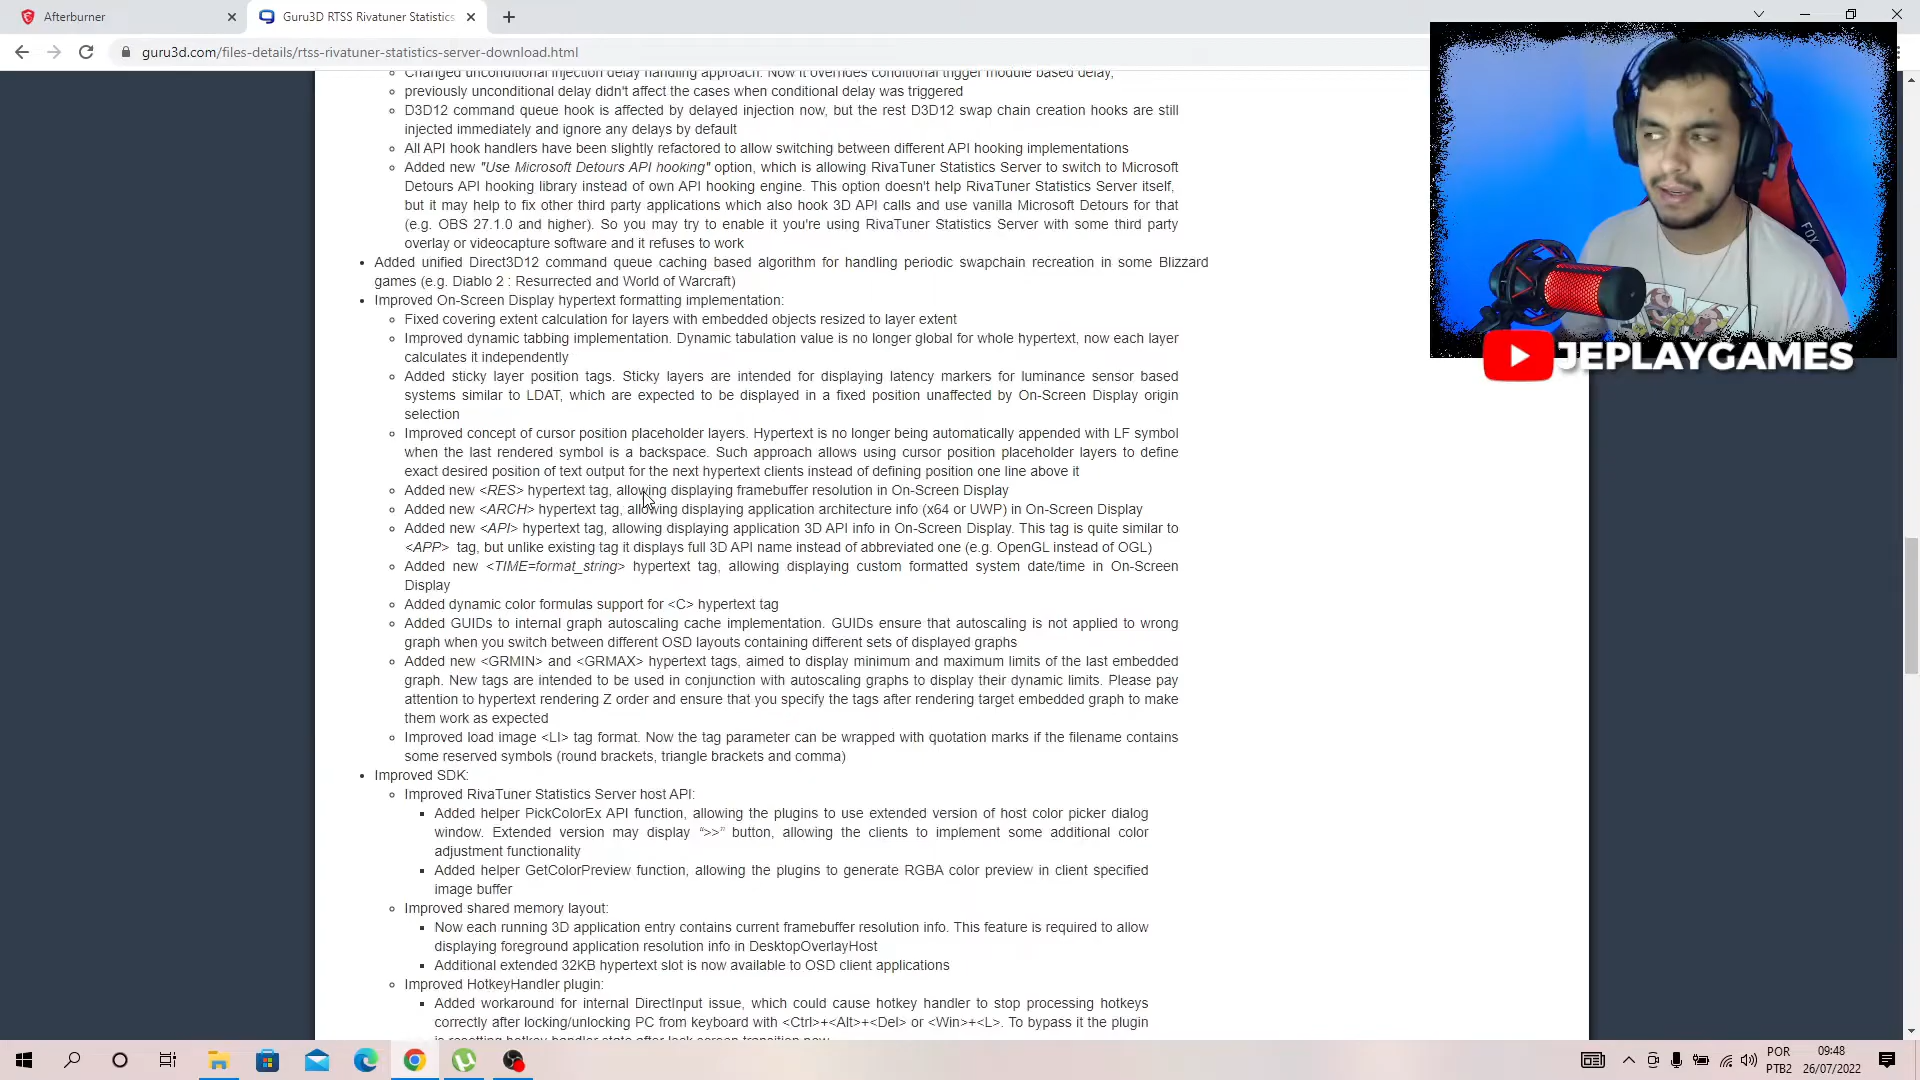 Afterburner
Guru3D RTSS Rivatuner Statistics
guru3d.com/files-details/rtss-rivatuner-statistics-server-download.html
Changed unconditional injection delay handling approach. Now it overrides conditional trigger module based delay,
previously unconditional delay didn't affect the cases when conditional delay was triggered
D3D12 command queue hook is affected by delayed injection now, but the rest D3D12 swap chain creation hooks are still
injected immediately and ignore any delays by default
All API hook handlers have been slightly refactored to allow switching between different API hooking implementations
Added new "Use Microsoft Detours API hooking" option, which is allowing RivaTuner Statistics Server to switch to Microsoft
Detours API hooking library instead of own API hooking engine. This option doesn't help RivaTuner Statistics Server itself,
but it may help to fix other third party applications which also hook 3D API calls and use vanilla Microsoft Detours for that
(e.g. OBS 27.1.0 and higher). So you may try to enable it you're using RivaTuner Statistics Server with some third party
overlay or videocapture software and it refuses to work
Added unified Direct3D12 command queue caching based algorithm for handling periodic swapchain recreation in some Blizzard
games (e.g. Diablo 2 : Resurrected and World of Warcraft)
Improved On-Screen Display hypertext formatting implementation:
Fixed covering extent calculation for layers with embedded objects resized to layer extent
Improved dynamic tabbing implementation. Dynamic tabulation value is no longer global for whole hypertext, now each layer
calculates it independently
Added sticky layer position tags. Sticky layers are intended for displaying latency markers for luminance sensor based
systems similar to LDAT, which are expected to be displayed in a fixed position unaffected by On-Screen Display origin
selection
Improved concept of cursor position placeholder layers. Hypertext is no longer being automatically appended with LF symbol
when the last rendered symbol is a backspace. Such approach allows using cursor position placeholder layers to define
exact desired position of text output for the next hypertext clients instead of defining position one line above it
Added new <RES> hypertext tag, allowing displaying framebuffer resolution in On-Screen Display
Added new <ARCH> hypertext tag, allowing displaying application architecture info (x64 or UWP) in On-Screen Display
Added new <API> hypertext tag, allowing displaying application 3D API info in On-Screen Display. This tag is quite similar to
<APP> tag, but unlike existing tag it displays full 3D API name instead of abbreviated one (e.g. OpenGL instead of OGL)
Added new <TIME=format_string> hypertext tag, allowing displaying custom formatted system date/time in On-Screen
Display
Added dynamic color formulas support for <C> hypertext tag
Added GUIDs to internal graph autoscaling cache implementation. GUIDs ensure that autoscaling is not applied to wrong
graph when you switch between different OSD layouts containing different sets of displayed graphs
Added new <GRMIN> and <GRMAX> hypertext tags, aimed to display minimum and maximum limits of the last embedded
graph. New tags are intended to be used in conjunction with autoscaling graphs to display their dynamic limits. Please pay
attention to hypertext rendering Z order and ensure that you specify the tags after rendering target embedded graph to make
them work as expected
Improved load image <LI> tag format. Now the tag parameter can be wrapped with quotation marks if the filename contains
some reserved symbols (round brackets, triangle brackets and comma)
Improved SDK:
Improved RivaTuner Statistics Server host API:
Added helper PickColorEx API function, allowing the plugins to use extended version of host color picker dialog
window. Extended version may display “>>” button, allowing the clients to implement some additional color
adjustment functionality
Added helper GetColorPreview function, allowing the plugins to generate RGBA color preview in client specified
image buffer
Improved shared memory layout:
Now each running 3D application entry contains current framebuffer resolution info. This feature is required to allow
displaying foreground application resolution info in DesktopOverlayHost
Additional extended 32KB hypertext slot is now available to OSD client applications
Improved HotkeyHandler plugin:
Added workaround for internal DirectInput issue, which could cause hotkey handler to stop processing hotkeys
correctly after locking/unlocking PC from keyboard with <Ctrl>+<Alt>+<Del> or <Win>+<L>. To bypass it the plugin
is resetting hotkey handler state after lock screen transition now
JEPLAYGAMES
FOX
POR
PTB2
09:48
26/07/2022